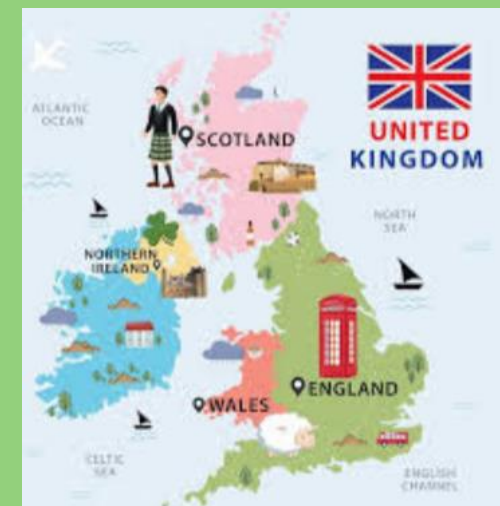 ATLANTIC
OCEAN
SCOTLAND
UNITED
KINGDOM
NORTH
SEA
NORTHERN
IRELAND
ENGLAND
WALES
CELTIC
SEA
ENGLISH
CHANNEL